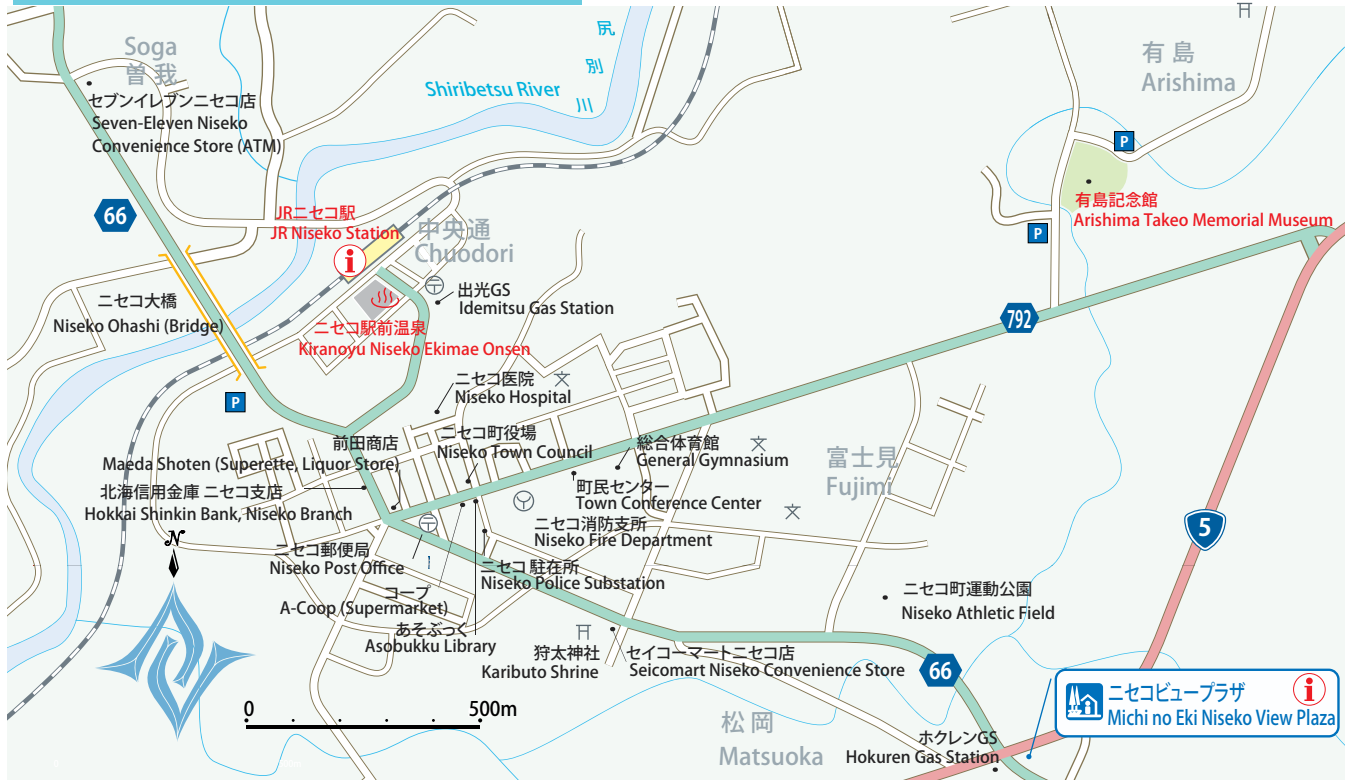 Soga
曽 我
尻
別
川
Shiribetsu River
有 島
Arishima
セブンイレブンニセコ店
Seven-Eleven Niseko
Convenience Store (ATM)
P
66
JRニセコ駅
JR Niseko Station
i
中央通
Chuodori
有島記念館
Arishima Takeo Memorial Museum
P
ニセコ大橋
Niseko Ohashi (Bridge)
出光GS
Idemitsu Gas Station
792
ニセコ駅前温泉
Kiranoyu Niseko Ekimae Onsen
ニセコ医院
Niseko Hospital
文
P
前田商店
Maeda Shoten (Superette, Liquor Store)
ニセコ町役場
Niseko Town Council
総合体育館
General Gymnasium
文
富士見
Fujimi
北海信用金庫 ニセコ支店
Hokkai Shinkin Bank, Niseko Branch
町民センター
Town Conference Center
文
5
N
ニセコ郵便局
Niseko Post Office
ニセコ消防支所
Niseko Fire Department
ニセコ 駐在所
Niseko Police Substation
コープ
A-Coop (Supermarket)
あそぶっく
Asobukku Library
ニセコ町運動公園
Niseko Athletic Field
狩太神社
Kaributo Shrine
セイコーマートニセコ店
Seicomart Niseko Convenience Store
66
0
500m
松 岡
Matsuoka
ホクレンGS
Hokuren Gas Station
ニセコビュープラザ
Michi no Eki Niseko View Plaza
i